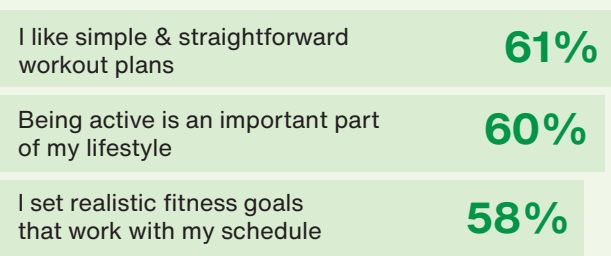 I like simple & straightforward
workout plans
61%
Being active is an important part
of my lifestyle
60%
I set realistic fitness goals
that work with my schedule
58%